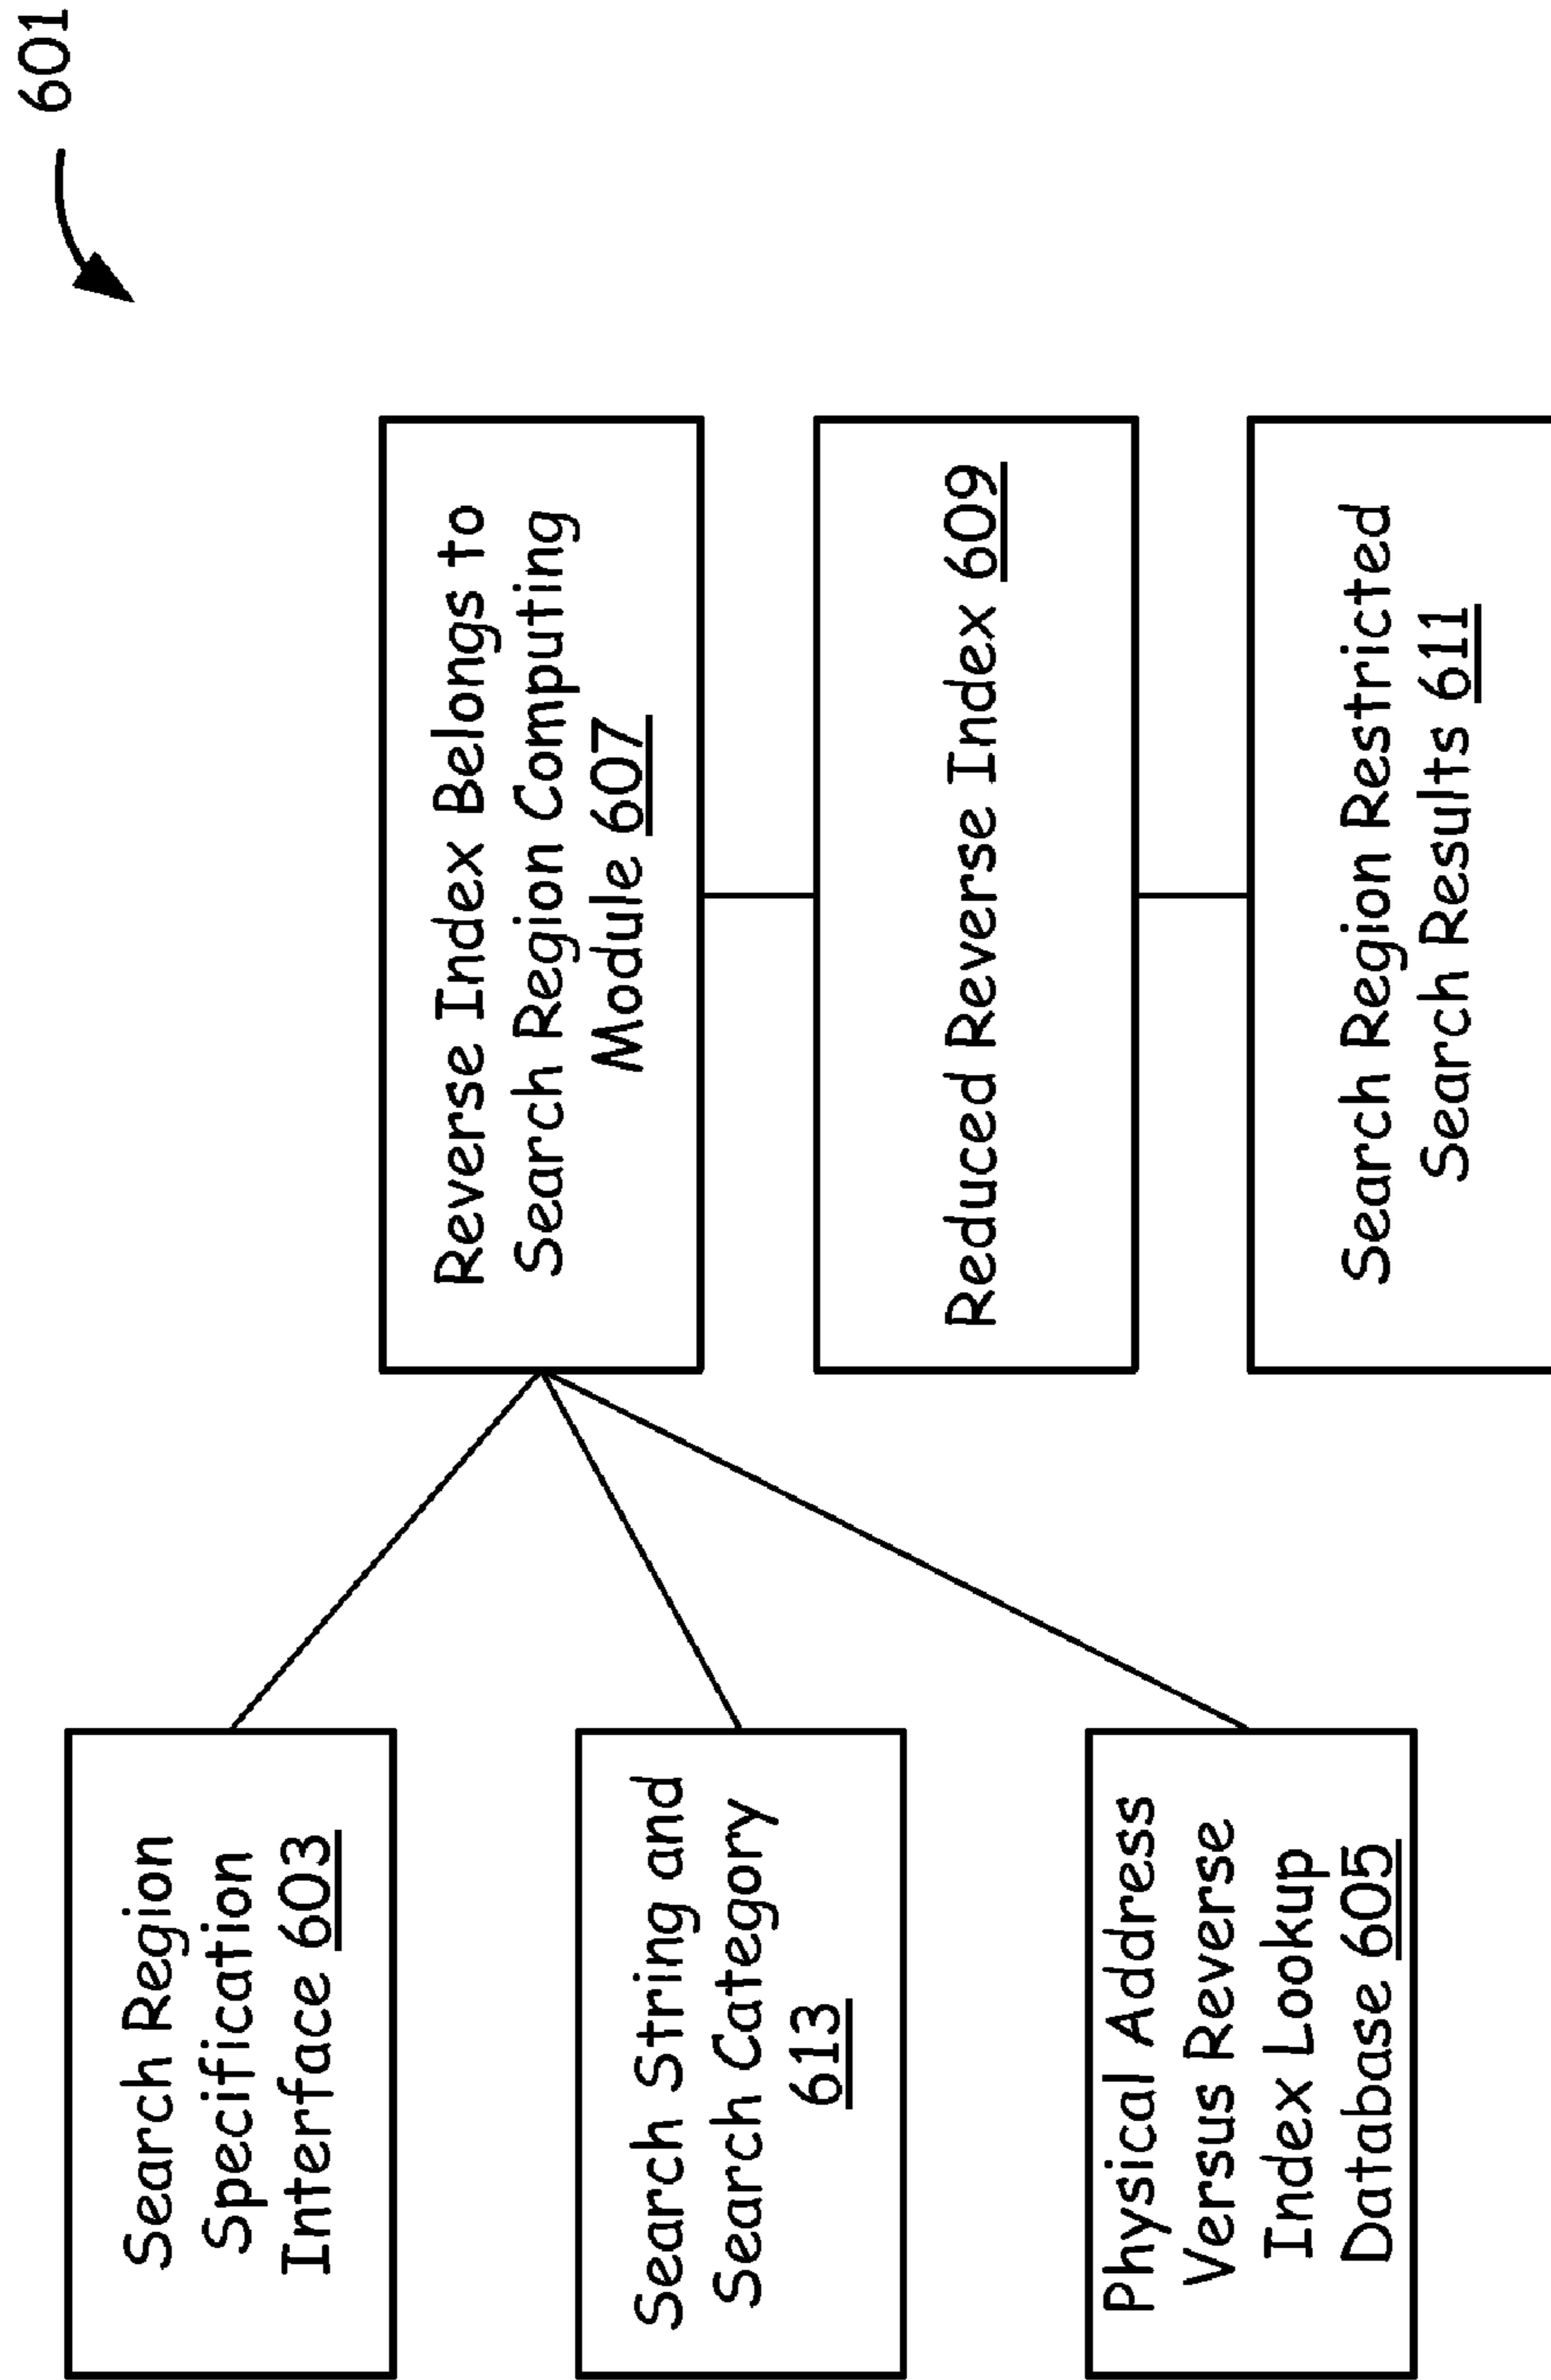 601
Search Region
Specification
Interface 603
Search String and
Search Category
613
Physical Address
Versus Reverse
Index Lookup
Database 605
Reverse Index Belongs to
Search Region Computing
Module 607
Reduced Reverse Index 609
Search Region Restricted
Search Results 611